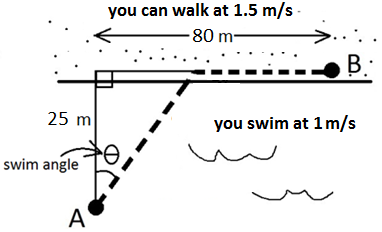 you can walk at 1.5 m/s
80 m
B
25 m
you swim at 1 m/s
swim angle
θ
A